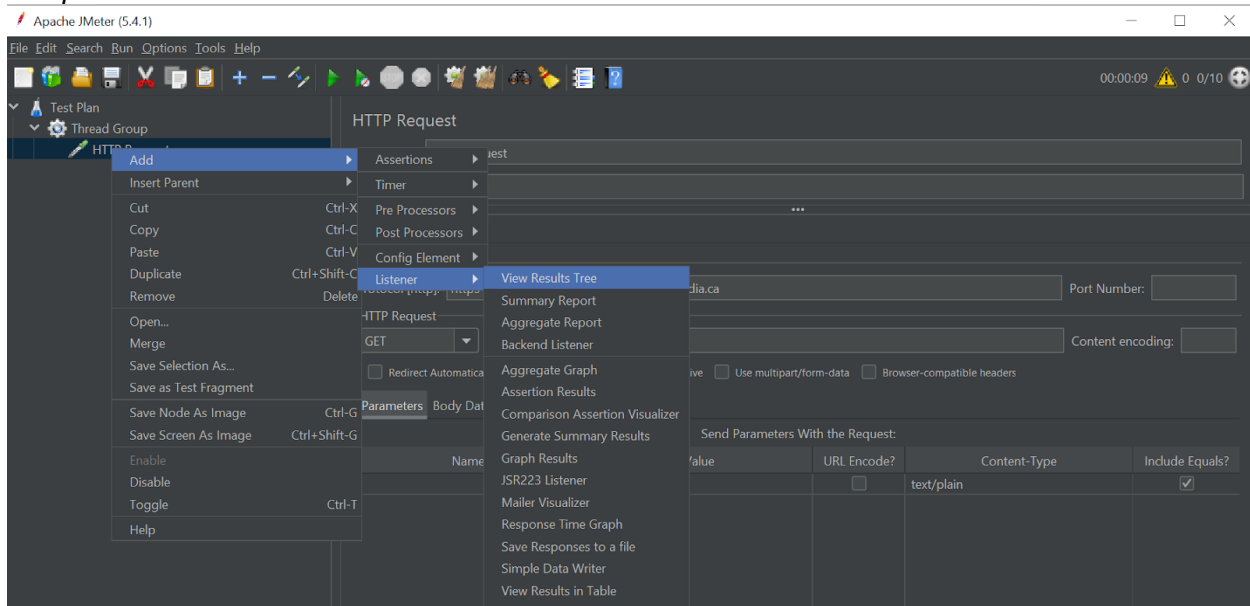 Apache JMeter (5.4.1)
File Edit Search Run Options Tools Help
00:00:09 0 0/10
Test Plan
Thread Group
HTTP Request
HTTP
Add
Insert Parent
Cut Ctrl-X
Copy Ctrl-C
Paste Ctrl-V
Duplicate Ctrl+Shift-C
Remove Delete
Open...
Merge
Save Selection As...
Save as Test Fragment
Save Node As Image Ctrl-G
Save Screen As Image Ctrl+Shift-G
Enable
Disable
Toggle Ctrl-T
Help
Assertions
Timer
Pre Processors
Post Processors
Config Element
Listener
View Results Tree
Summary Report
Aggregate Report
Backend Listener
Aggregate Graph
Assertion Results
Comparison Assertion Visualizer
Generate Summary Results
Graph Results
JSR223 Listener
Mailer Visualizer
Response Time Graph
Save Responses to a file
Simple Data Writer
View Results in Table
uest
dia.ca Port Number:
HTTP Request
GET Content encoding:
Redirect Automatica ive Use multipart/form-data Browser-compatible headers
Parameters Body Dat
Send Parameters With the Request:
Name alue URL Encode? Content-Type Include Equals?
text/plain